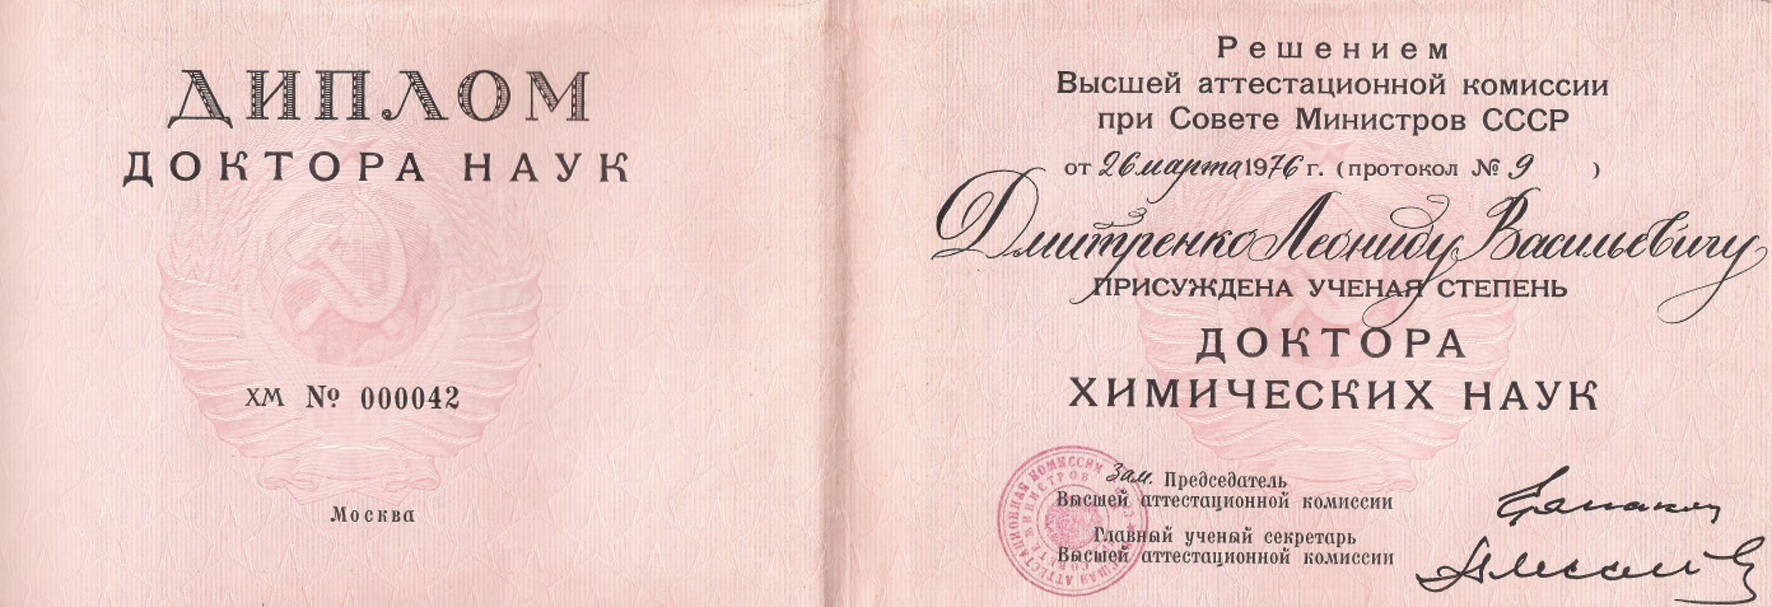 ДИПЛОМ
ДОКТОРА НАУК
ХМ № 000042
Москва
Решением
Высшей аттестационной комиссии
при Совете Министров СССР
от 26 марта 1976 г. (протокол № 9 )
Дмитренко Леониду Васильевичу
ПРИСУЖДЕНА УЧЕНАЯ СТЕПЕНЬ
ДОКТОРА
ХИМИЧЕСКИХ НАУК
Зам. Председатель
Высшей аттестационной комиссии
Главный ученый секретарь
Высшей аттестационной комиссии